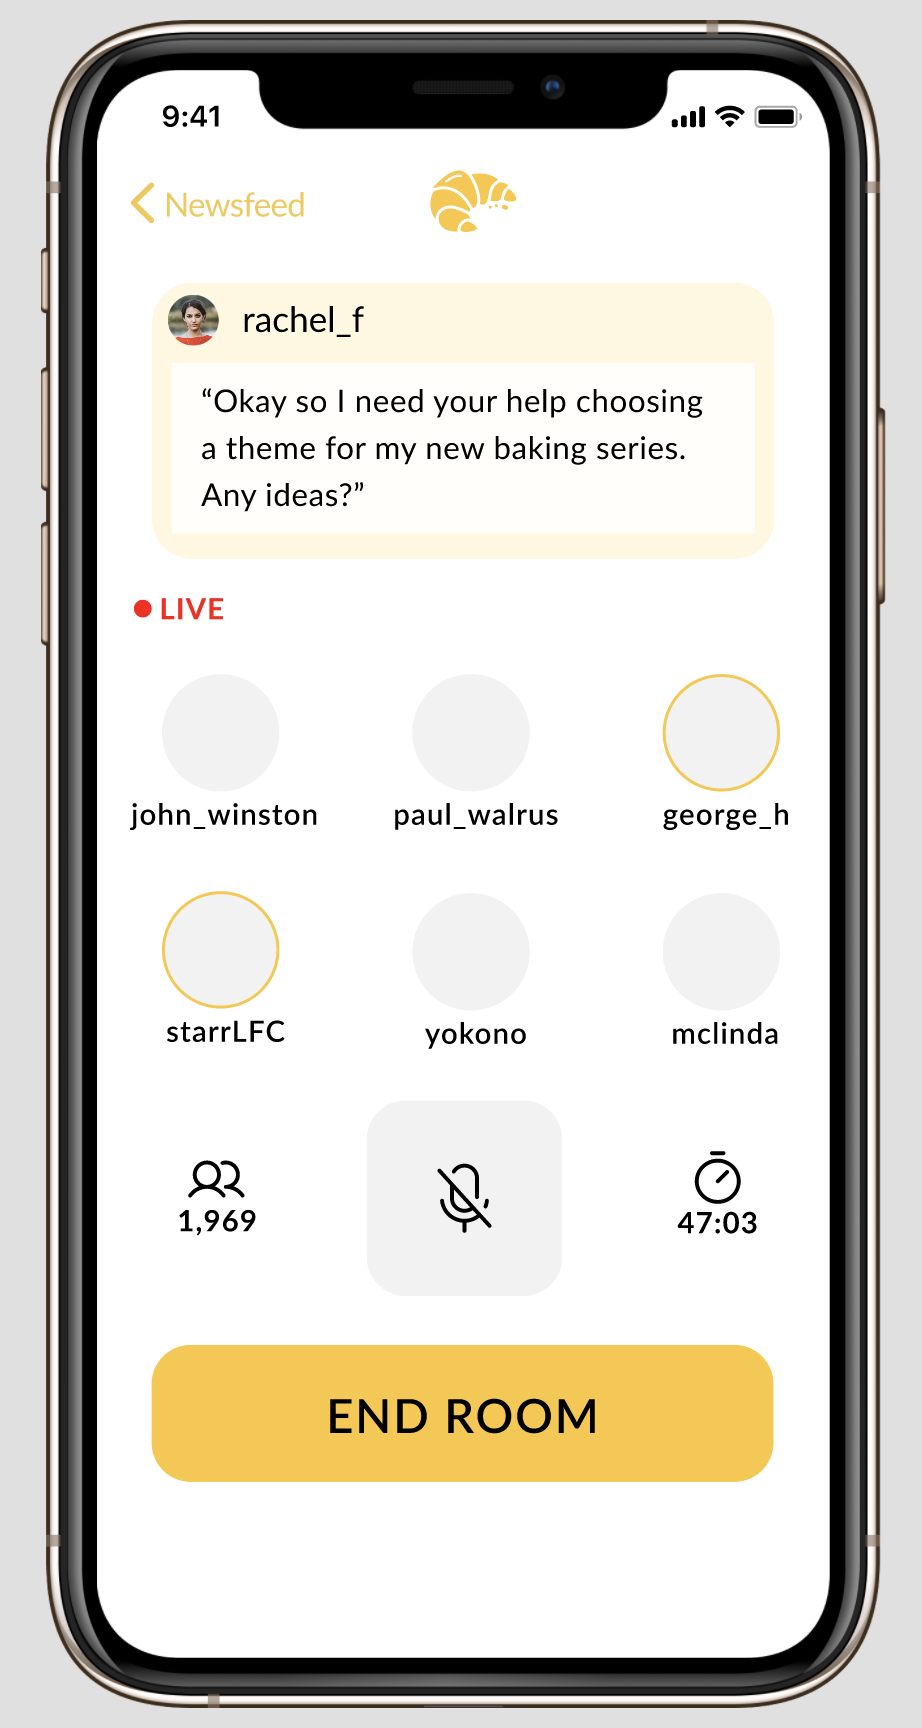 9:41
Newsfeed
rachel_f
“Okay so I need your help choosing
a theme for my new baking series.
Any ideas?”
LIVE
john_winston
paul_walrus
george_h
starrLFC
yokono
mclinda
1,969
47:03
END ROOM